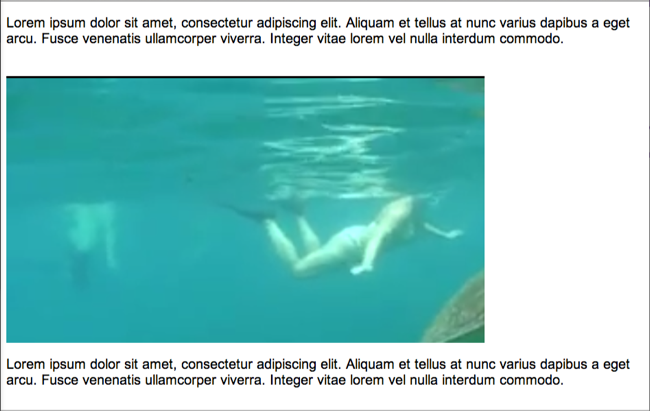 Lorem ipsum dolor sit amet, consectetur adipiscing elit. Aliquam et tellus at nunc varius dapibus a eget
arcu. Fusce venenatis ullamcorper viverra. Integer vitae lorem vel nulla interdum commodo.
Lorem ipsum dolor sit amet, consectetur adipiscing elit. Aliquam et tellus at nunc varius dapibus a eget
arcu. Fusce venenatis ullamcorper viverra. Integer vitae lorem vel nulla interdum commodo.